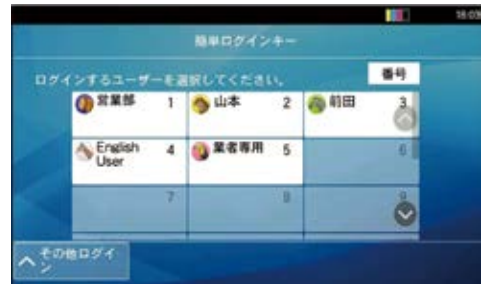 18:03
簡単ログインキー
ログインするユーザーを選択してください。
番号
営業部 1
山本 2
前田 3
English User 4
業者専用 5
6
7
8
9
その他ログイン